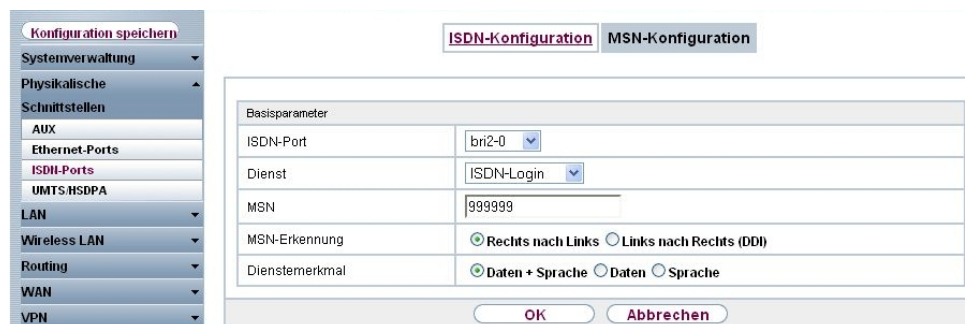 Konfiguration speichern
ISDN-Konfiguration MSN-Konfiguration
Systemverwaltung
Physikalische
Schnittstellen
AUX
Ethernet-Ports
ISDN-Ports
UMTS/HSDPA
LAN
Wireless LAN
Routing
WAN
VPN
Basisparameter
ISDN-Port bri2-0
Dienst ISDN-Login
MSN 999999
MSN-Erkennung Rechts nach Links Links nach Rechts (DDI)
Dienstemerkmal Daten + Sprache Daten Sprache
OK Abbrechen